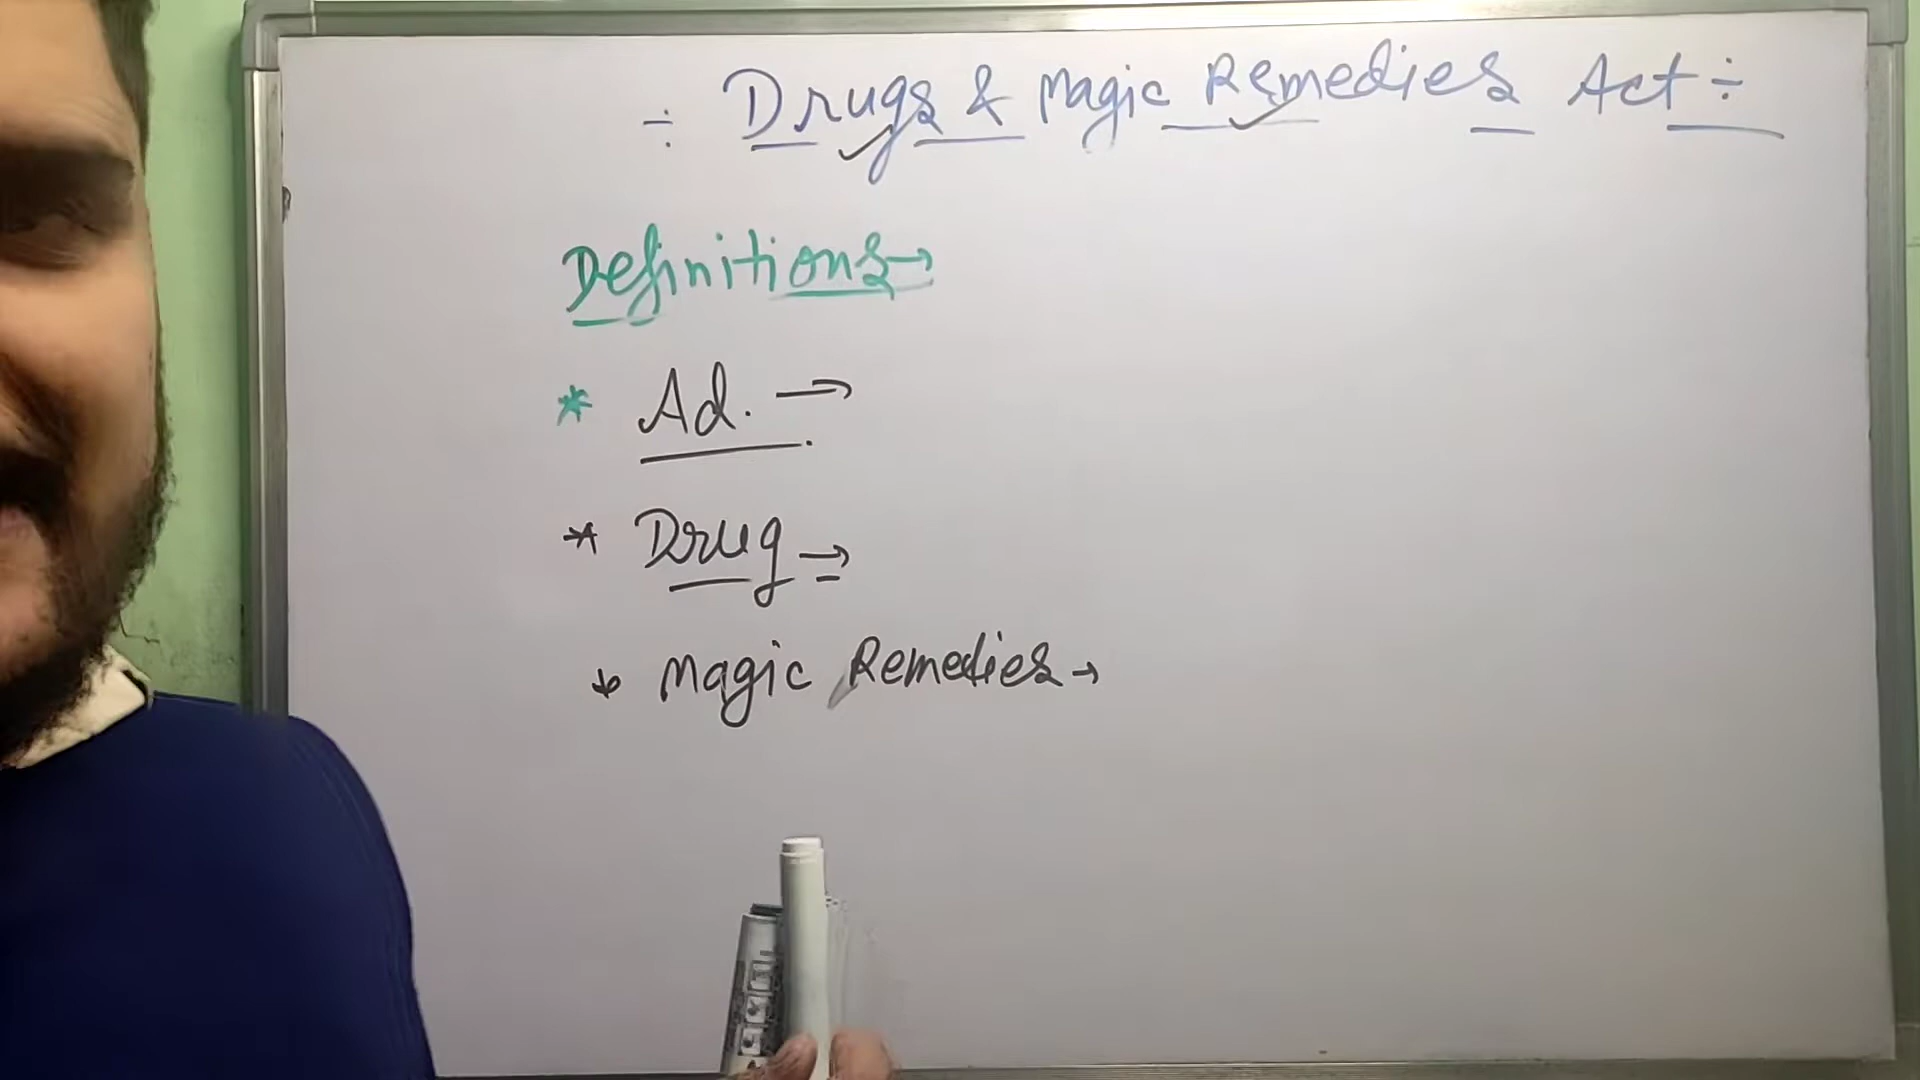 ÷ Drugs & Magic Remedies Act ÷
Definitions →
* Ad. →
* Drug →
* Magic Remedies →